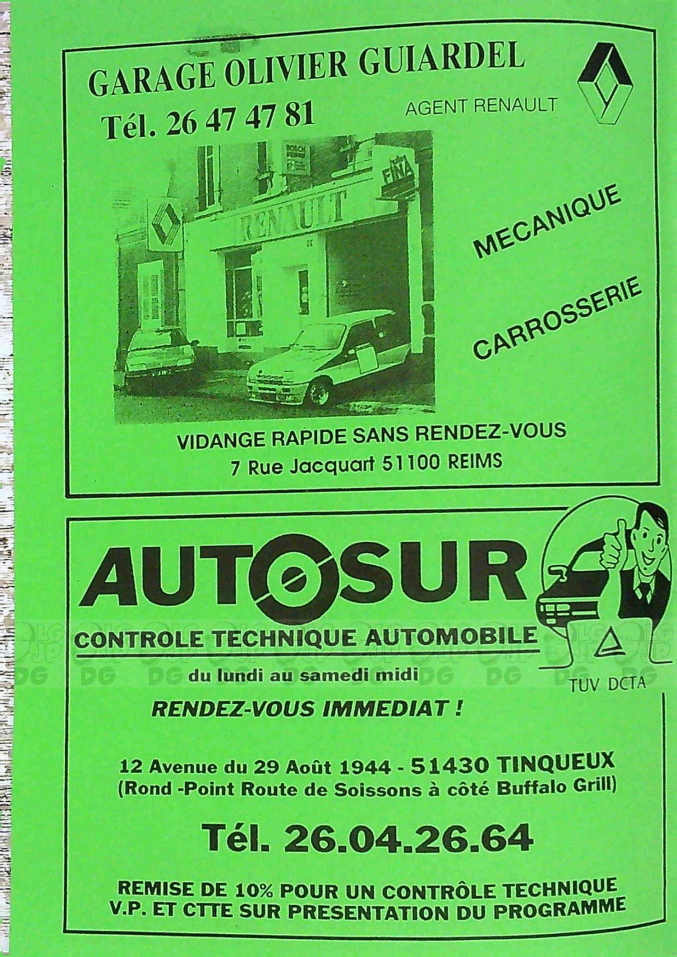 GARAGE OLIVIER GUIARDEL
Tél. 26 47 47 81
AGENT RENAULT
BOSCH
FINA
RENAULT
MECANIQUE
CARROSSERIE
VIDANGE RAPIDE SANS RENDEZ-VOUS
7 Rue Jacquart 51100 REIMS
AUTOSUR
CONTROLE TECHNIQUE AUTOMOBILE
du lundi au samedi midi
RENDEZ-VOUS IMMEDIAT !
TUV DCTA
12 Avenue du 29 Août 1944 - 51430 TINQUEUX
(Rond -Point Route de Soissons à côté Buffalo Grill)
Tél. 26.04.26.64
REMISE DE 10% POUR UN CONTRÔLE TECHNIQUE
V.P. ET CTTE SUR PRESENTATION DU PROGRAMME